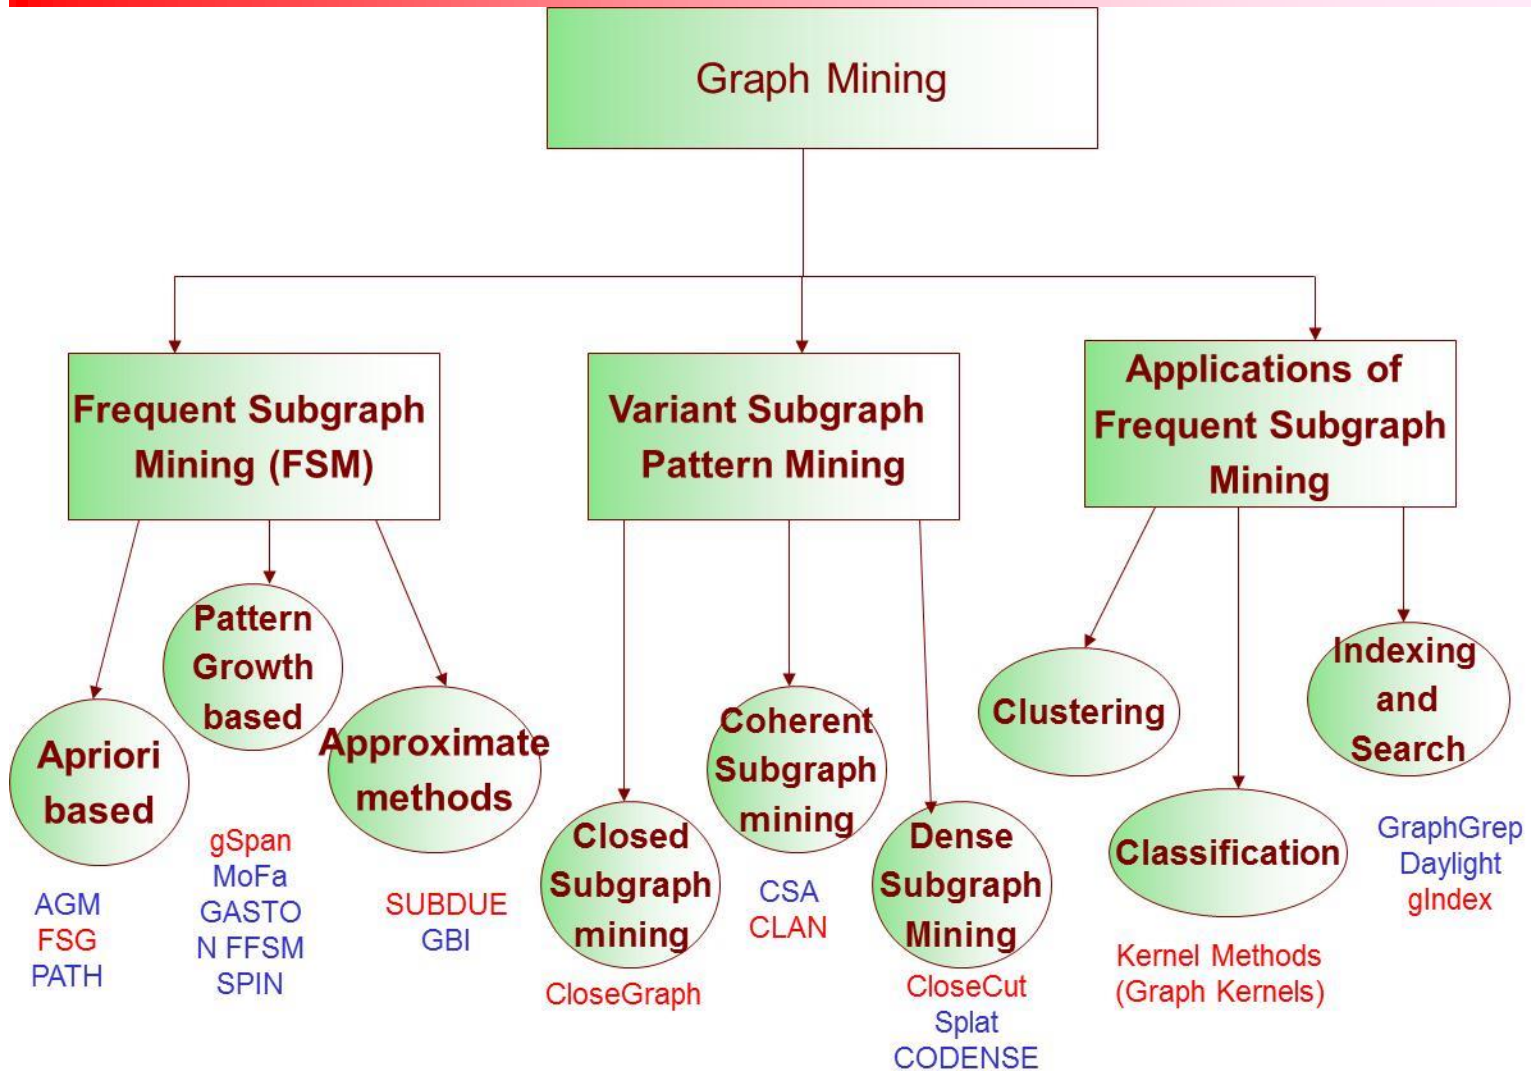 Graph Mining
Frequent Subgraph
Mining (FSM)
Variant Subgraph
Pattern Mining
Applications of
Frequent Subgraph
Mining
Apriori
based
AGM
FSG
PATH
Pattern
Growth
based
gSpan
MoFa
GASTO
N FFSM
SPIN
Approximate
methods
SUBDUE
GBI
Closed
Subgraph
mining
CloseGraph
Coherent
Subgraph
mining
CSA
CLAN
Dense
Subgraph
Mining
CloseCut
Splat
CODENSE
Clustering
Classification
Kernel Methods
(Graph Kernels)
Indexing
and
Search
GraphGrep
Daylight
gIndex